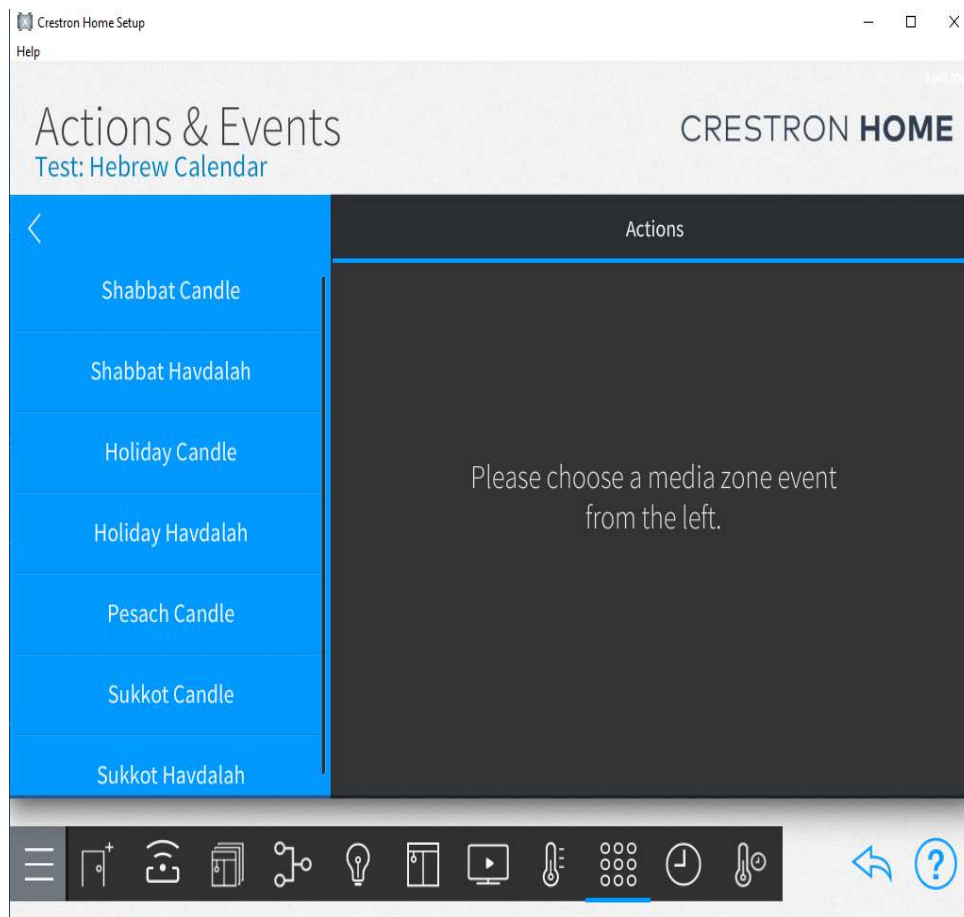 Crestron Home Setup
Help
Actions & Events
CRESTRON HOME
Test: Hebrew Calendar
Actions
Shabbat Candle
Shabbat Havdalah
Holiday Candle
Holiday Havdalah
Pesach Candle
Sukkot Candle
Sukkot Havdalah
Please choose a media zone event
from the left.